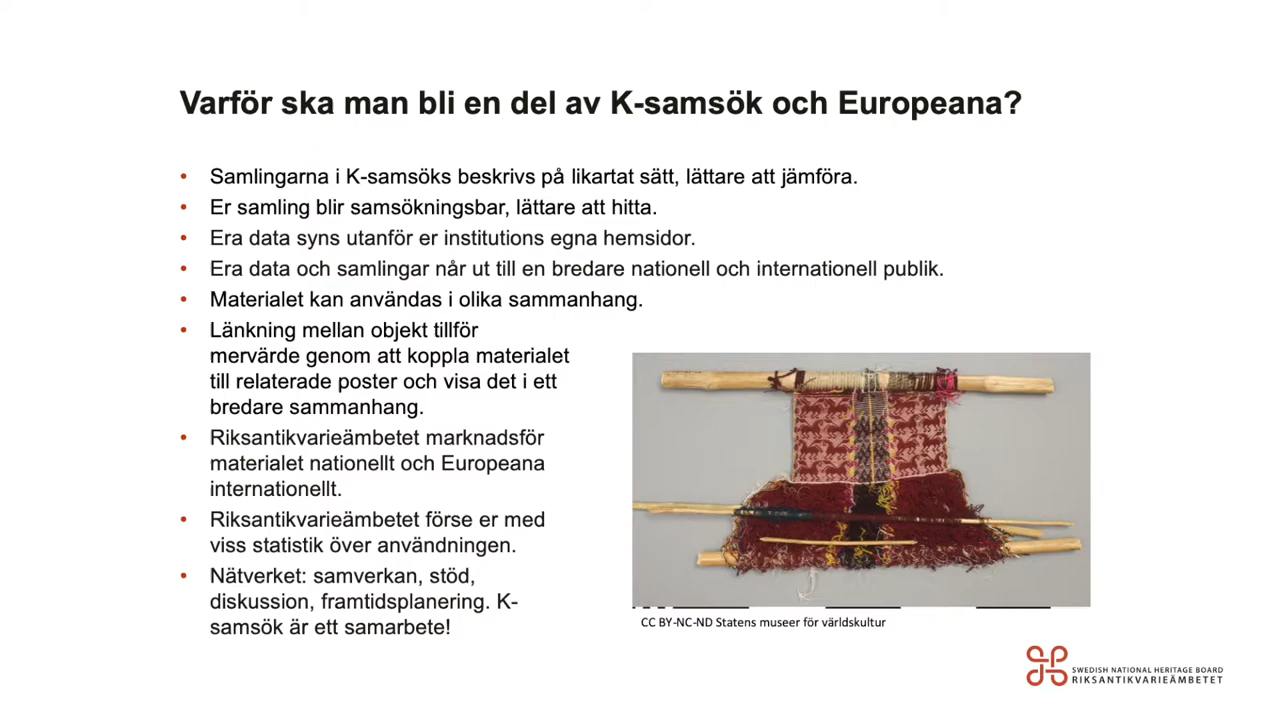 Varför ska man bli en del av K-samsök och Europeana?
• Samlingarna i K-samsöks beskrivs på likartat sätt, lättare att jämföra.
• Er samling blir samsökningsbar, lättare att hitta.
• Era data syns utanför er institutions egna hemsidor.
• Era data och samlingar når ut till en bredare nationell och internationell publik.
• Materialet kan användas i olika sammanhang.
• Länkning mellan objekt tillför
mervärde genom att koppla materialet
till relaterade poster och visa det i ett
bredare sammanhang.
• Riksantikvarieämbetet marknadsför
materialet nationellt och Europeana
internationellt.
• Riksantikvarieämbetet förse er med
viss statistik över användningen.
• Nätverket: samverkan, stöd,
diskussion, framtidsplanering. K-
samsök är ett samarbete!
CC BY-NC-ND Statens museer för världskultur
SWEDISH NATIONAL HERITAGE BOARD
RIKSANTIKVARIEÄMBETET